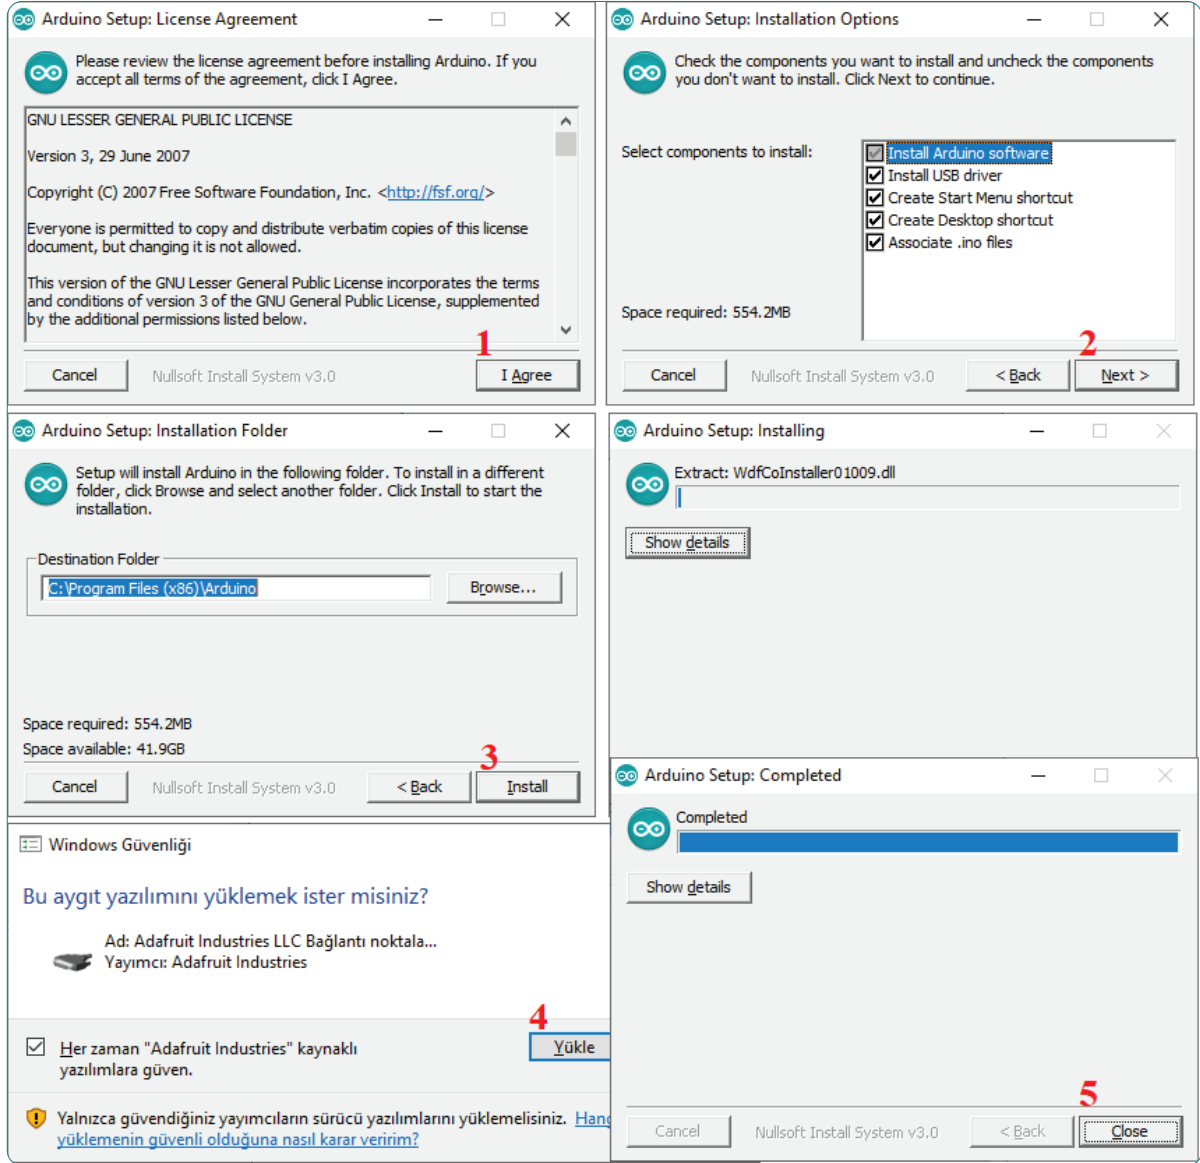 Arduino Setup: License Agreement
Please review the license agreement before installing Arduino. If you
accept all terms of the agreement, click I Agree.
GNU LESSER GENERAL PUBLIC LICENSE
Version 3, 29 June 2007
Copyright (C) 2007 Free Software Foundation, Inc. <http://fsf.org/>
Everyone is permitted to copy and distribute verbatim copies of this license
document, but changing it is not allowed.
This version of the GNU Lesser General Public License incorporates the terms
and conditions of version 3 of the GNU General Public License, supplemented
by the additional permissions listed below.
1
Cancel
Nullsoft Install System v3.0
I Agree
Arduino Setup: Installation Options
Check the components you want to install and uncheck the components
you don't want to install. Click Next to continue.
Select components to install:
Install Arduino software
Install USB driver
Create Start Menu shortcut
Create Desktop shortcut
Associate .ino files
Space required: 554.2MB
2
Cancel
Nullsoft Install System v3.0
< Back
Next >
Arduino Setup: Installation Folder
Setup will install Arduino in the following folder. To install in a different
folder, click Browse and select another folder. Click Install to start the
installation.
Destination Folder
C:\Program Files (x86)\Arduino
Browse...
Space required: 554.2MB
Space available: 41.9GB
3
Cancel
Nullsoft Install System v3.0
< Back
Install
Arduino Setup: Installing
Extract: WdfCoInstaller01009.dll
Show details
Windows Güvenliği
Bu aygıt yazılımını yüklemek ister misiniz?
Ad: Adafruit Industries LLC Bağlantı noktala...
Yayımcı: Adafruit Industries
4
Her zaman "Adafruit Industries" kaynaklı
yazılımlara güven.
Yükle
Yalnızca güvendiğiniz yayımcıların sürücü yazılımlarını yüklemelisiniz.
yüklemenin güvenli olduğuna nasıl karar veririm?
Arduino Setup: Completed
Completed
Show details
5
Cancel
Nullsoft Install System v3.0
< Back
Close